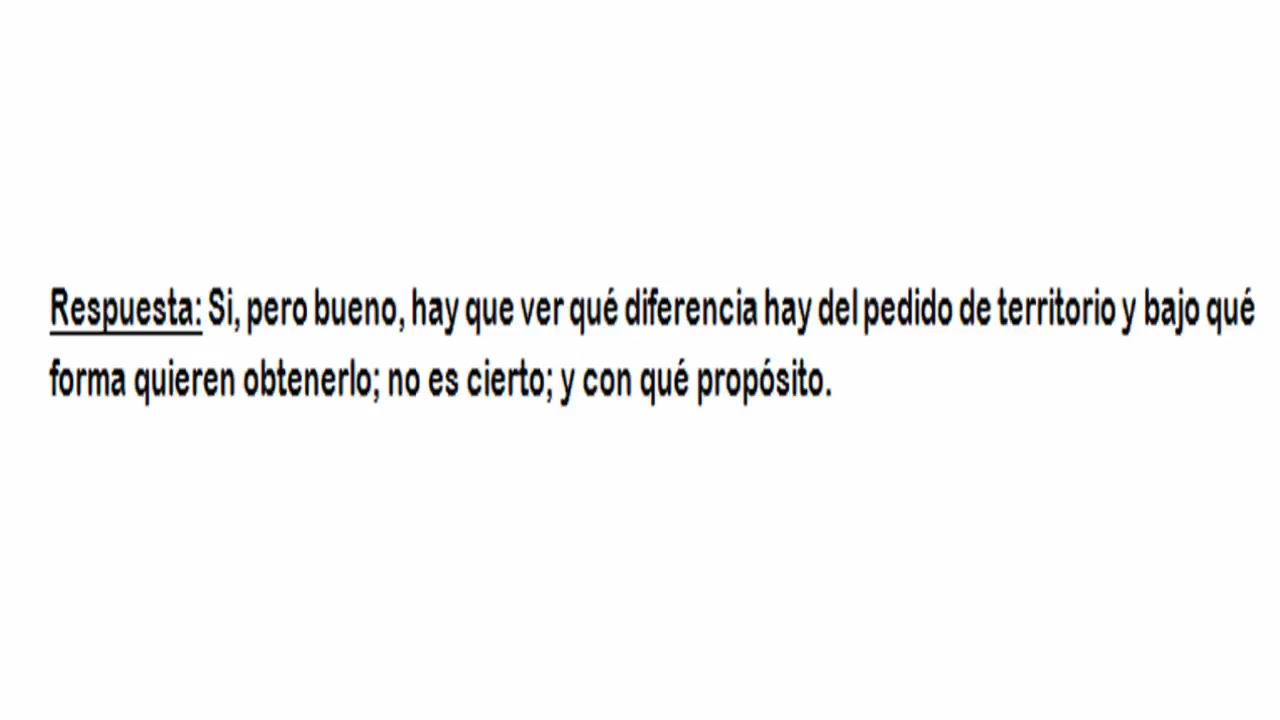 Respuesta: Si, pero bueno, hay que ver qué diferencia hay del pedido de territorio y bajo qué
forma quieren obtenerlo; no es cierto; y con qué propósito.